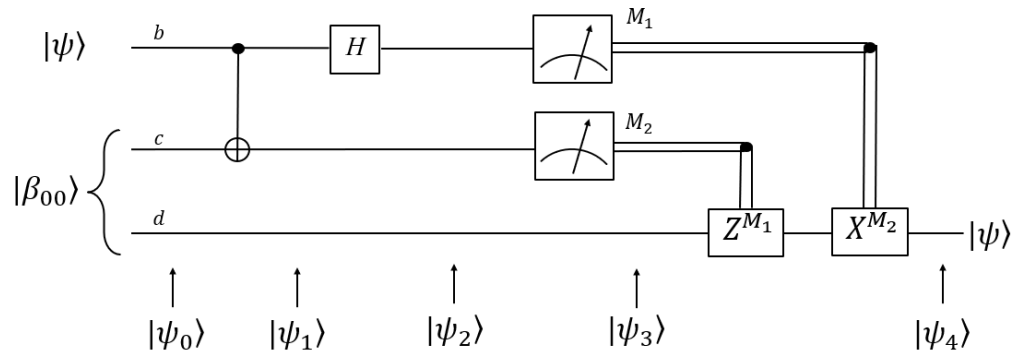 |ψ⟩ b H M₁
c M₂
|β₀₀⟩
d Z^{M₁} X^{M₂} |ψ⟩
|ψ₀⟩ |ψ₁⟩ |ψ₂⟩ |ψ₃⟩ |ψ₄⟩